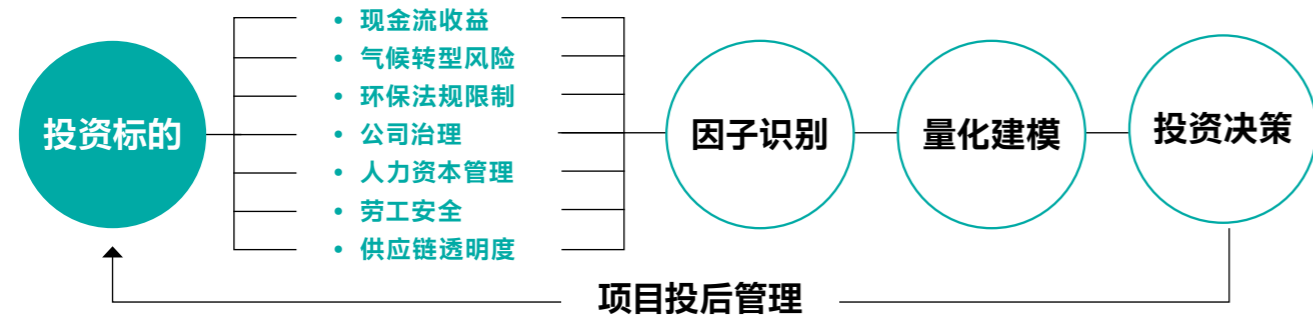 投资标的
• 现金流收益
• 气候转型风险
• 环保法规限制
• 公司治理
• 人力资本管理
• 劳工安全
• 供应链透明度
因子识别
量化建模
投资决策
项目投后管理